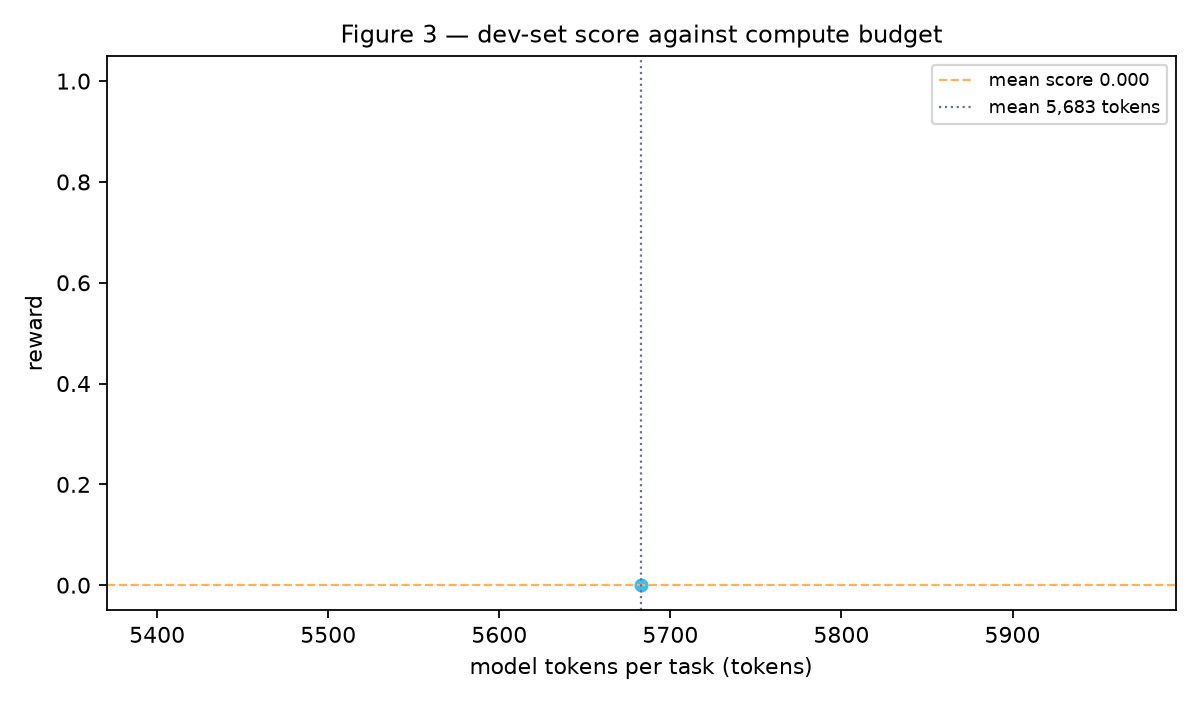 Figure 3 — dev-set score against compute budget
mean score 0.000
mean 5,683 tokens
1.0
0.8
0.6
0.4
0.2
0.0
reward
5400 5500 5600 5700 5800 5900
model tokens per task (tokens)